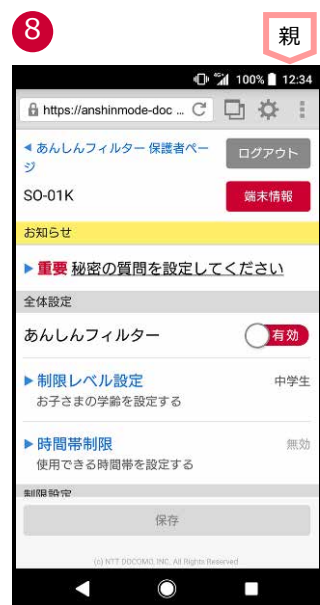 8
親
100% 12:34
https://anshinmode-doc ...
◀ あんしんフィルター 保護者ページ
ログアウト
SO-01K
端末情報
お知らせ
▶ 重要 秘密の質問を設定してください
全体設定
あんしんフィルター
有効
▶ 制限レベル設定
中学生
お子さまの学齢を設定する
▶ 時間帯制限
無効
使用できる時間帯を設定する
制限設定
保存
(c) NTT DOCOMO, INC. All Rights Reserved